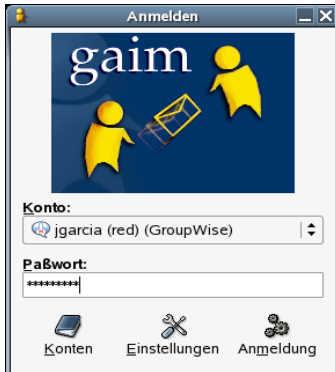 Anmelden
gaim
Konto:
jgarcia (red) (GroupWise)
Paßwort:
*********
Konten Einstellungen Anmeldung